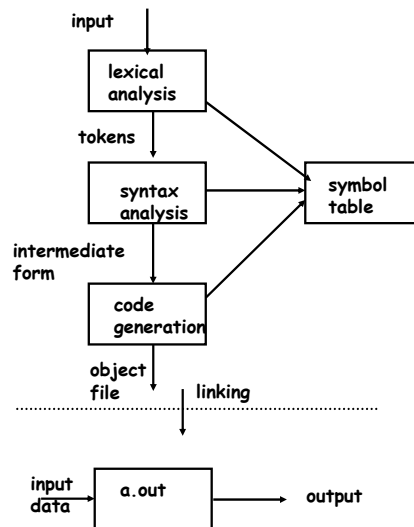 input
lexical
analysis
tokens
syntax
analysis
symbol
table
intermediate
form
code
generation
object
file
linking
input
data
a.out
output